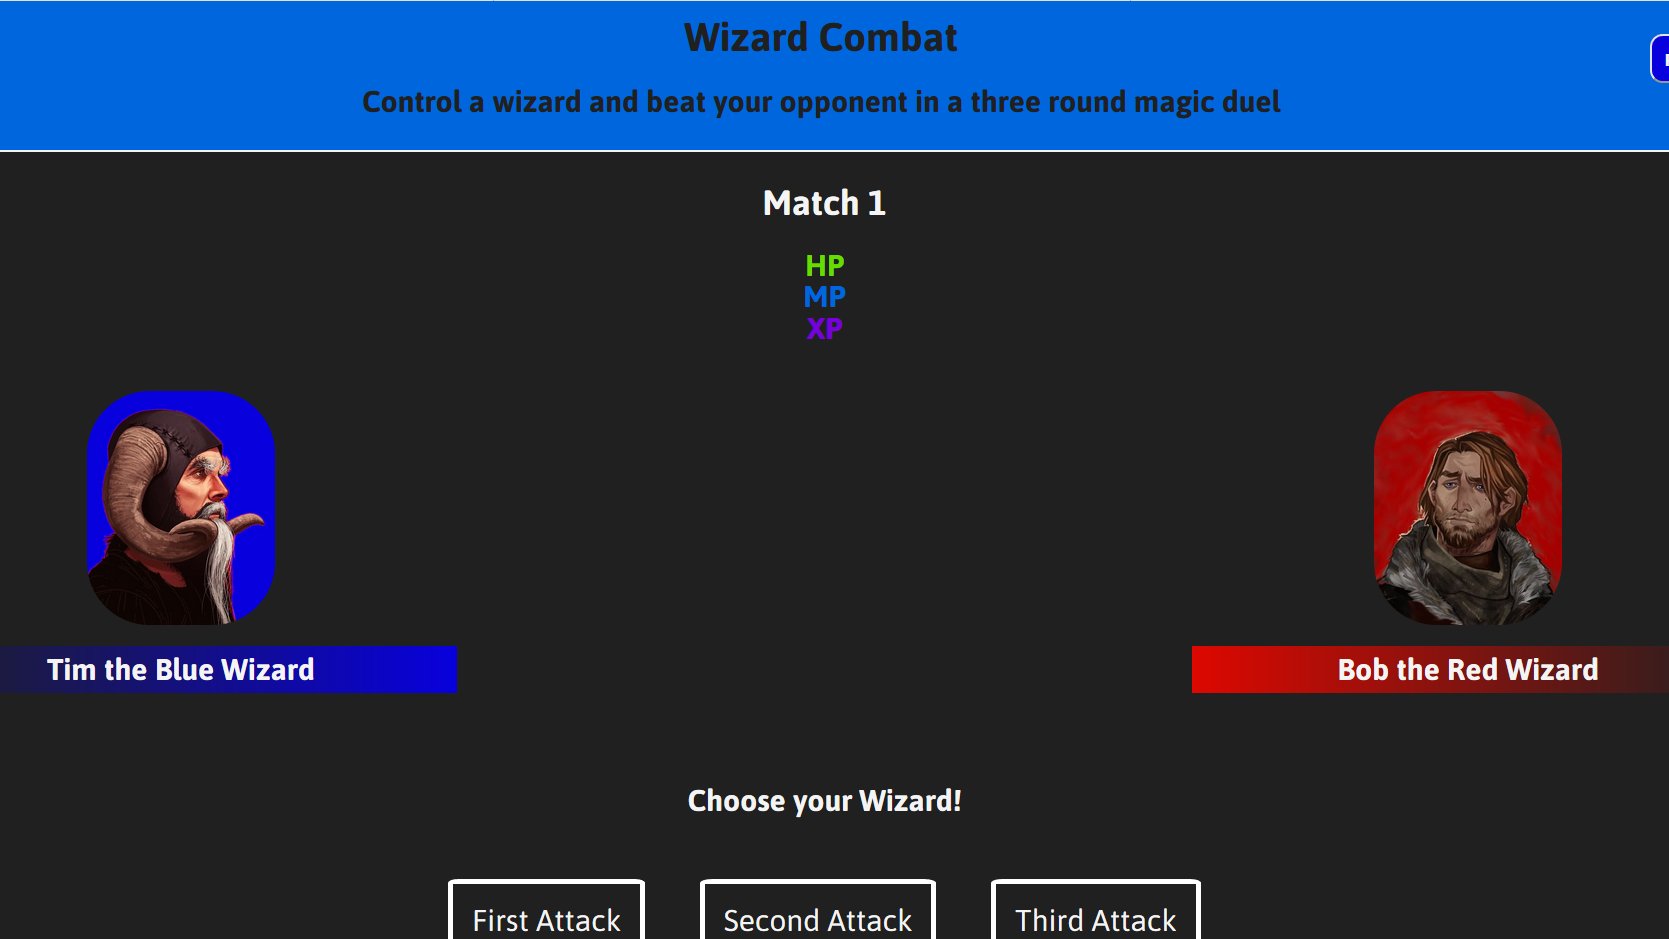 Wizard Combat
Control a wizard and beat your opponent in a three round magic duel
Match 1
HP
MP
XP
Tim the Blue Wizard
Bob the Red Wizard
Choose your Wizard!
First Attack
Second Attack
Third Attack